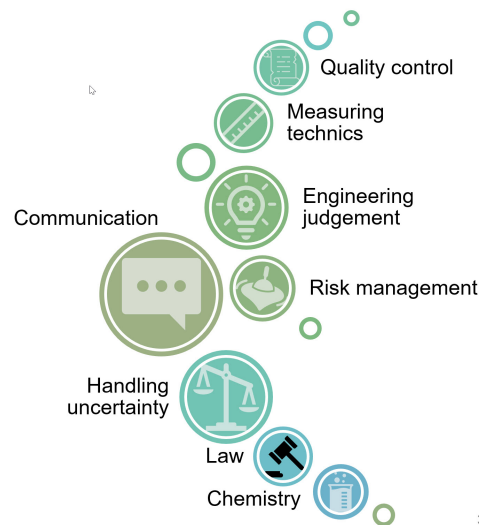 Quality control
Measuring
technics
Engineering
judgement
Communication
Risk management
Handling
uncertainty
Law
Chemistry